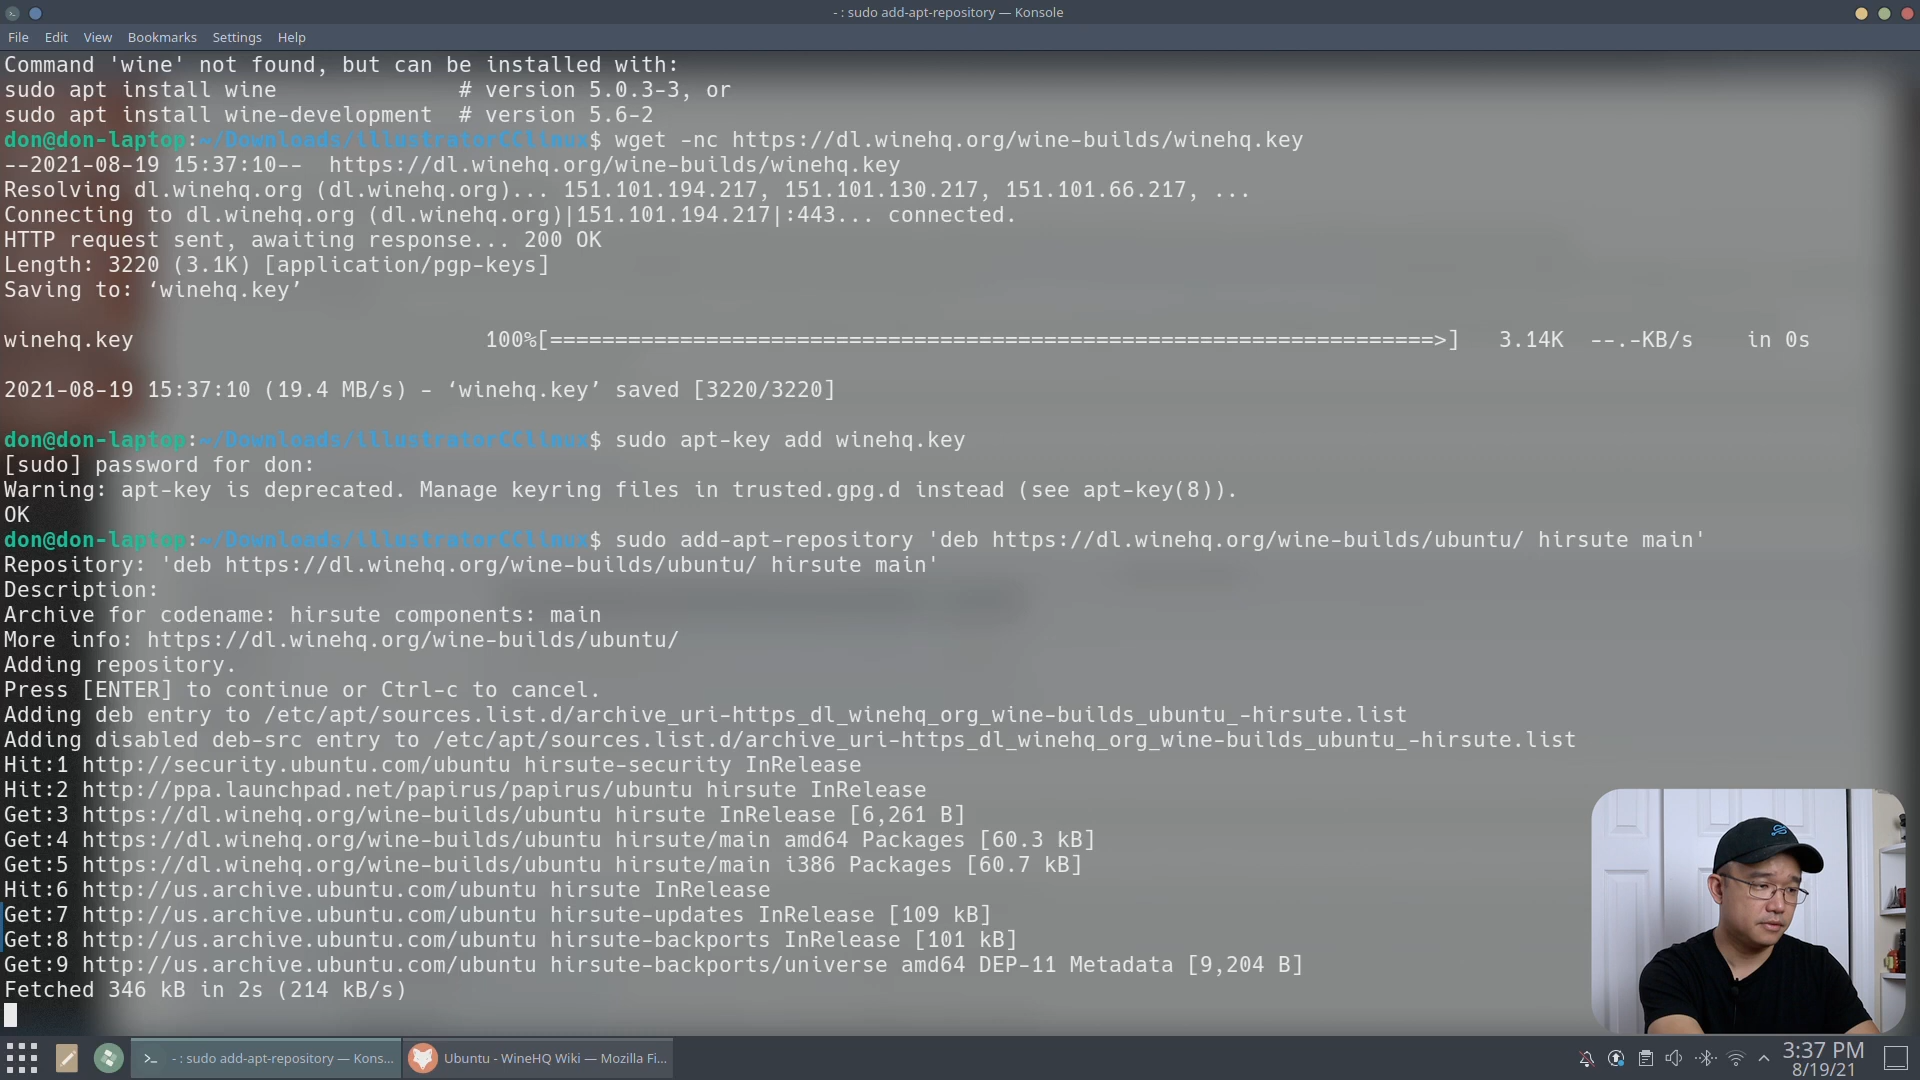 - : sudo add-apt-repository — Konsole
File Edit View Bookmarks Settings Help
Command 'wine' not found, but can be installed with:
sudo apt install wine              # version 5.0.3-3, or
sudo apt install wine-development  # version 5.6-2
don@don-laptop:~/Downloads/illustratorCClinux$ wget -nc https://dl.winehq.org/wine-builds/winehq.key
--2021-08-19 15:37:10--  https://dl.winehq.org/wine-builds/winehq.key
Resolving dl.winehq.org (dl.winehq.org)... 151.101.194.217, 151.101.130.217, 151.101.66.217, ...
Connecting to dl.winehq.org (dl.winehq.org)|151.101.194.217|:443... connected.
HTTP request sent, awaiting response... 200 OK
Length: 3220 (3.1K) [application/pgp-keys]
Saving to: ‘winehq.key’
winehq.key                           100%[====================================================================>]   3.14K  --.-KB/s    in 0s
2021-08-19 15:37:10 (19.4 MB/s) - ‘winehq.key’ saved [3220/3220]
don@don-laptop:~/Downloads/illustratorCClinux$ sudo apt-key add winehq.key
[sudo] password for don:
Warning: apt-key is deprecated. Manage keyring files in trusted.gpg.d instead (see apt-key(8)).
OK
don@don-laptop:~/Downloads/illustratorCClinux$ sudo add-apt-repository 'deb https://dl.winehq.org/wine-builds/ubuntu/ hirsute main'
Repository: 'deb https://dl.winehq.org/wine-builds/ubuntu/ hirsute main'
Description:
Archive for codename: hirsute components: main
More info: https://dl.winehq.org/wine-builds/ubuntu/
Adding repository.
Press [ENTER] to continue or Ctrl-c to cancel.
Adding deb entry to /etc/apt/sources.list.d/archive_uri-https_dl_winehq_org_wine-builds_ubuntu_-hirsute.list
Adding disabled deb-src entry to /etc/apt/sources.list.d/archive_uri-https_dl_winehq_org_wine-builds_ubuntu_-hirsute.list
Hit:1 http://security.ubuntu.com/ubuntu hirsute-security InRelease
Hit:2 http://ppa.launchpad.net/papirus/papirus/ubuntu hirsute InRelease
Get:3 https://dl.winehq.org/wine-builds/ubuntu hirsute InRelease [6,261 B]
Get:4 https://dl.winehq.org/wine-builds/ubuntu hirsute/main amd64 Packages [60.3 kB]
Get:5 https://dl.winehq.org/wine-builds/ubuntu hirsute/main i386 Packages [60.7 kB]
Hit:6 http://us.archive.ubuntu.com/ubuntu hirsute InRelease
Get:7 http://us.archive.ubuntu.com/ubuntu hirsute-updates InRelease [109 kB]
Get:8 http://us.archive.ubuntu.com/ubuntu hirsute-backports InRelease [101 kB]
Get:9 http://us.archive.ubuntu.com/ubuntu hirsute-backports/universe amd64 DEP-11 Metadata [9,204 B]
Fetched 346 kB in 2s (214 kB/s)
- : sudo add-apt-repository — Kons...
Ubuntu - WineHQ Wiki — Mozilla Fi...
3:37 PM
8/19/21